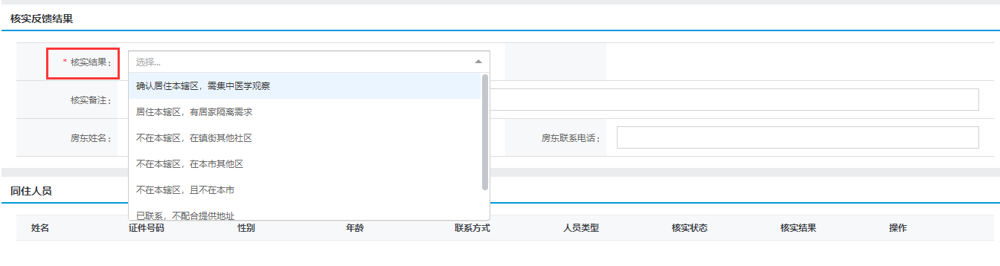 核实反馈结果
* 核实结果：
选择...
确认居住本辖区，需集中医学观察
核实备注：
居住本辖区，有居家隔离需求
房东姓名：
不在本辖区，在镇街其他社区
房东联系电话：
不在本辖区，在本市其他区
不在本辖区，且不在本市
同住人员
已联系，不配合提供地址
姓名 证件号码 性别 年龄 联系方式 人员类型 核实状态 核实结果 操作